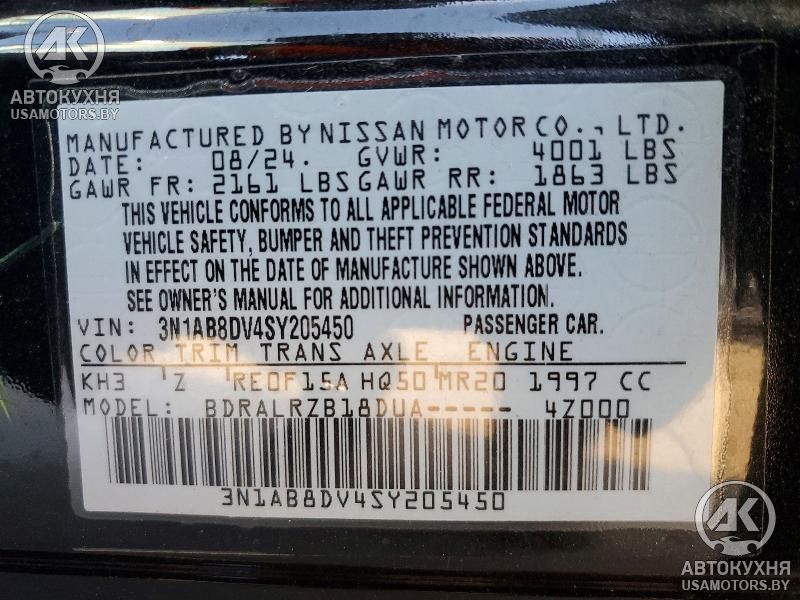 АК
АВТОКУХНЯ
USAMOTORS.BY
MANUFACTURED BY NISSAN MOTOR CO., LTD.
DATE: 08/24. GVWR: 4001 LBS
GAWR FR: 2161 LBS GAWR RR: 1863 LBS
THIS VEHICLE CONFORMS TO ALL APPLICABLE FEDERAL MOTOR
VEHICLE SAFETY, BUMPER AND THEFT PREVENTION STANDARDS
IN EFFECT ON THE DATE OF MANUFACTURE SHOWN ABOVE.
SEE OWNER'S MANUAL FOR ADDITIONAL INFORMATION.
VIN: 3N1AB8DV4SY205450 PASSENGER CAR.
COLOR TRIM TRANS AXLE ENGINE
KH3 'Z 'RE0F15A HQ50'MR20 1997 CC
MODEL: BDRALRZB18DUA----- 4Z000
3N1AB8DV4SY205450
АК
АВТОКУХНЯ
USAMOTORS.BY